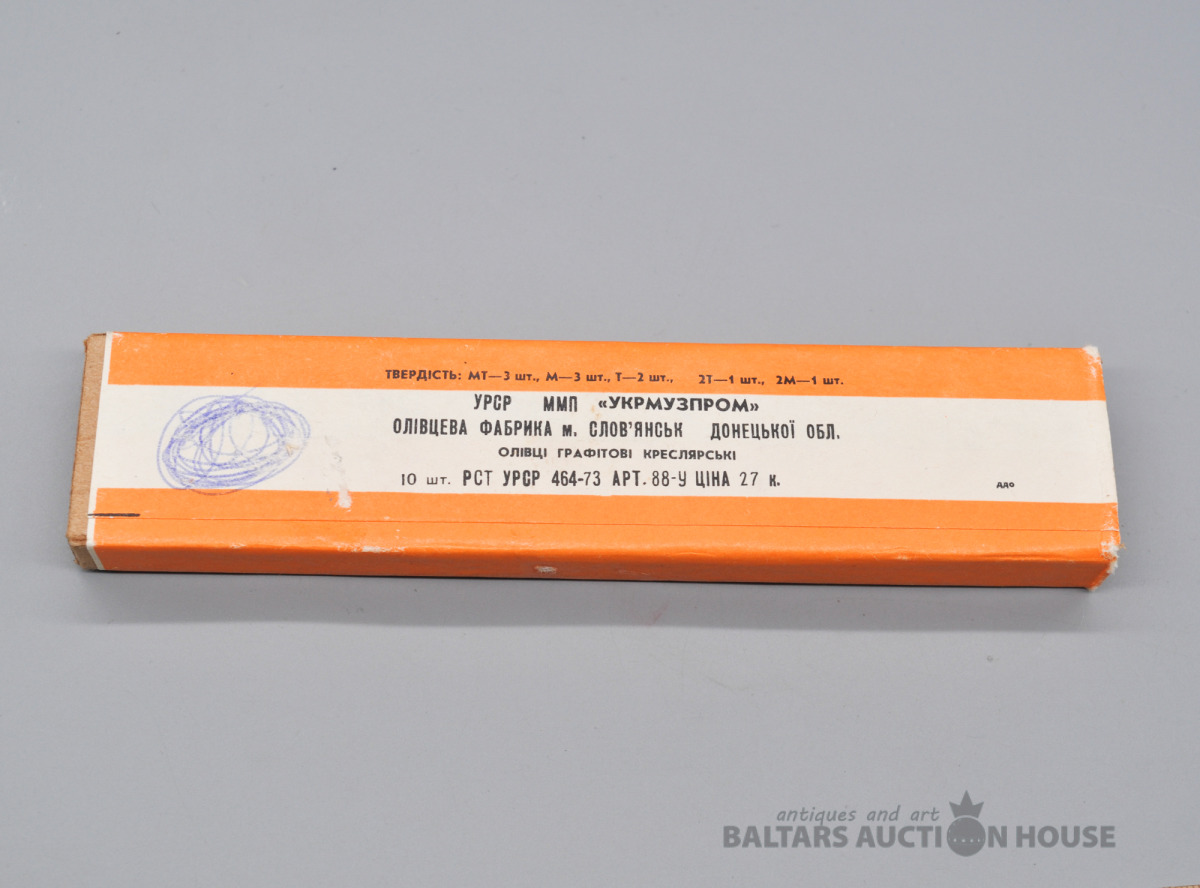 ТВЕРДІСТЬ: МТ—3 шт., М—3 шт., Т—2 шт., 2Т—1 шт., 2М—1 шт.
УРСР ММП «УКРМУЗПРОМ»
ОЛІВЦЕВА ФАБРИКА м. СЛОВ'ЯНСЬК ДОНЕЦЬКОЇ ОБЛ.
ОЛІВЦІ ГРАФІТОВІ КРЕСЛЯРСЬКІ
10 шт. РСТ УРСР 464-73 АРТ. 88-У ЦІНА 27 к.
ДДО
antiques and art
BALTARS AUCTION HOUSE